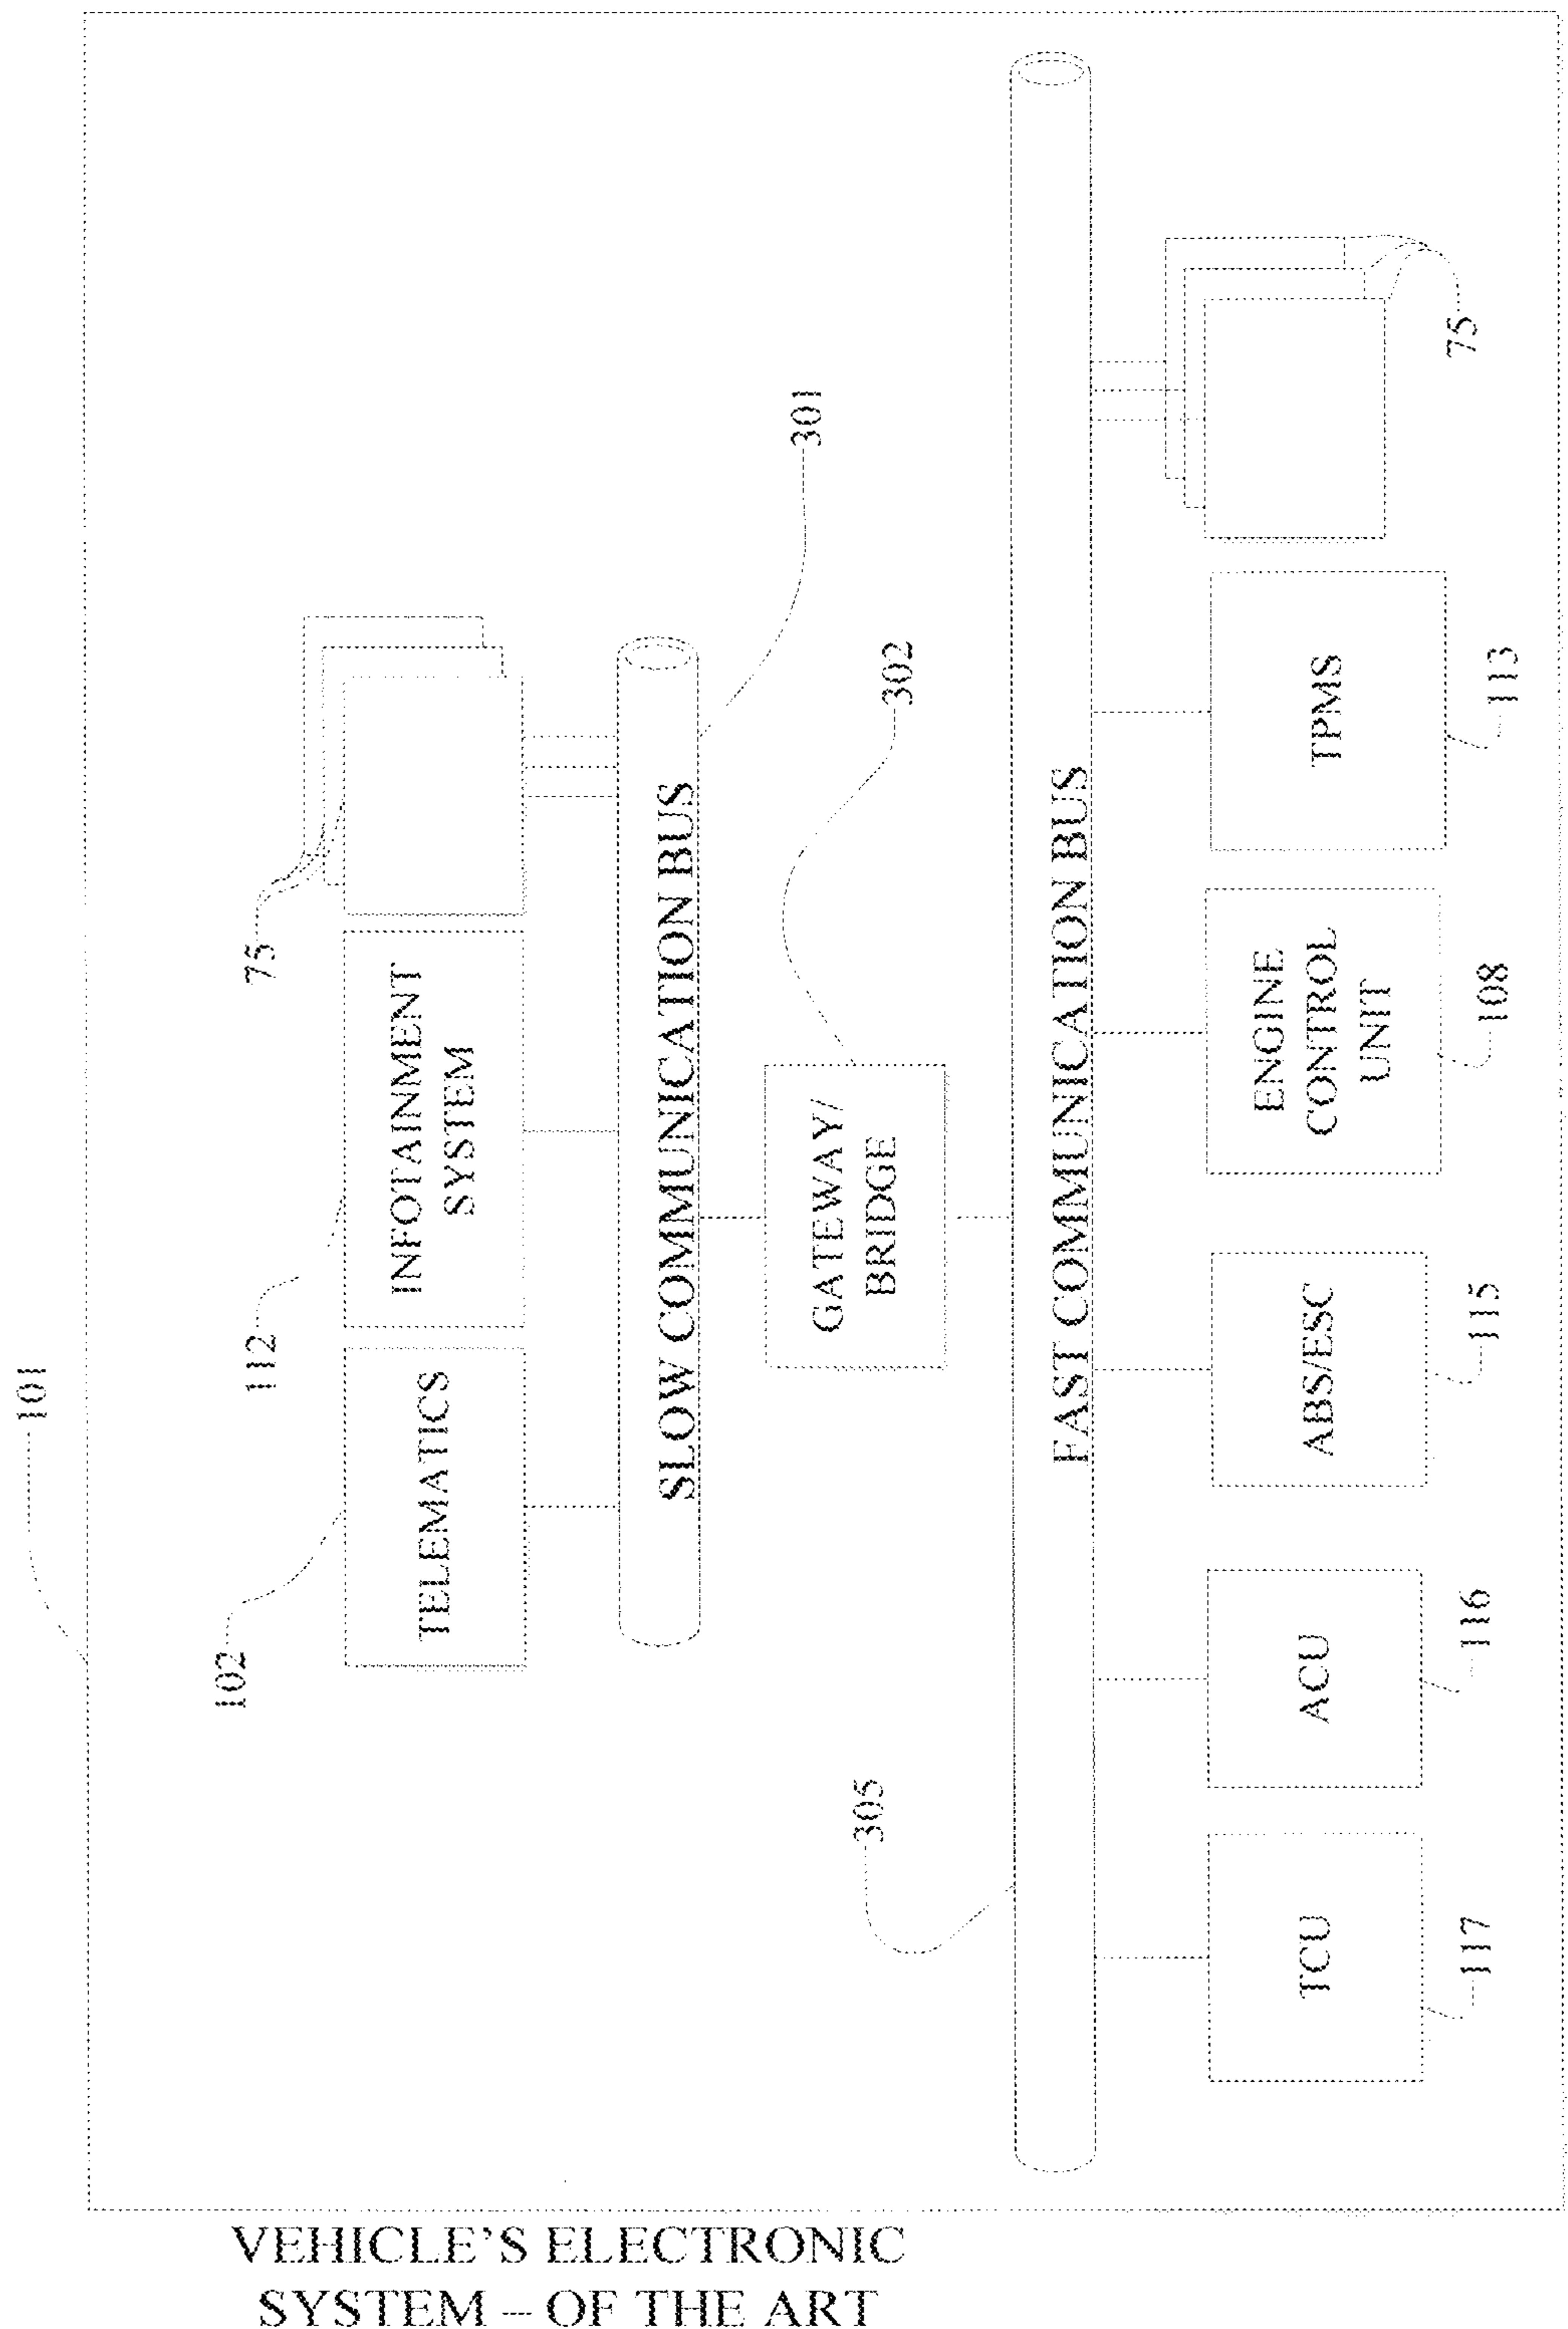 101
102
TELEMATICS
112
INFOTAINMENT
SYSTEM
75
SLOW COMMUNICATION BUS
301
GATEWAY/
BRIDGE
302
305
FAST COMMUNICATION BUS
TCU
117
ACU
116
ABS/ESC
115
ENGINE
CONTROL
UNIT
108
TPMS
113
75
VEHICLE'S ELECTRONIC
SYSTEM – OF THE ART